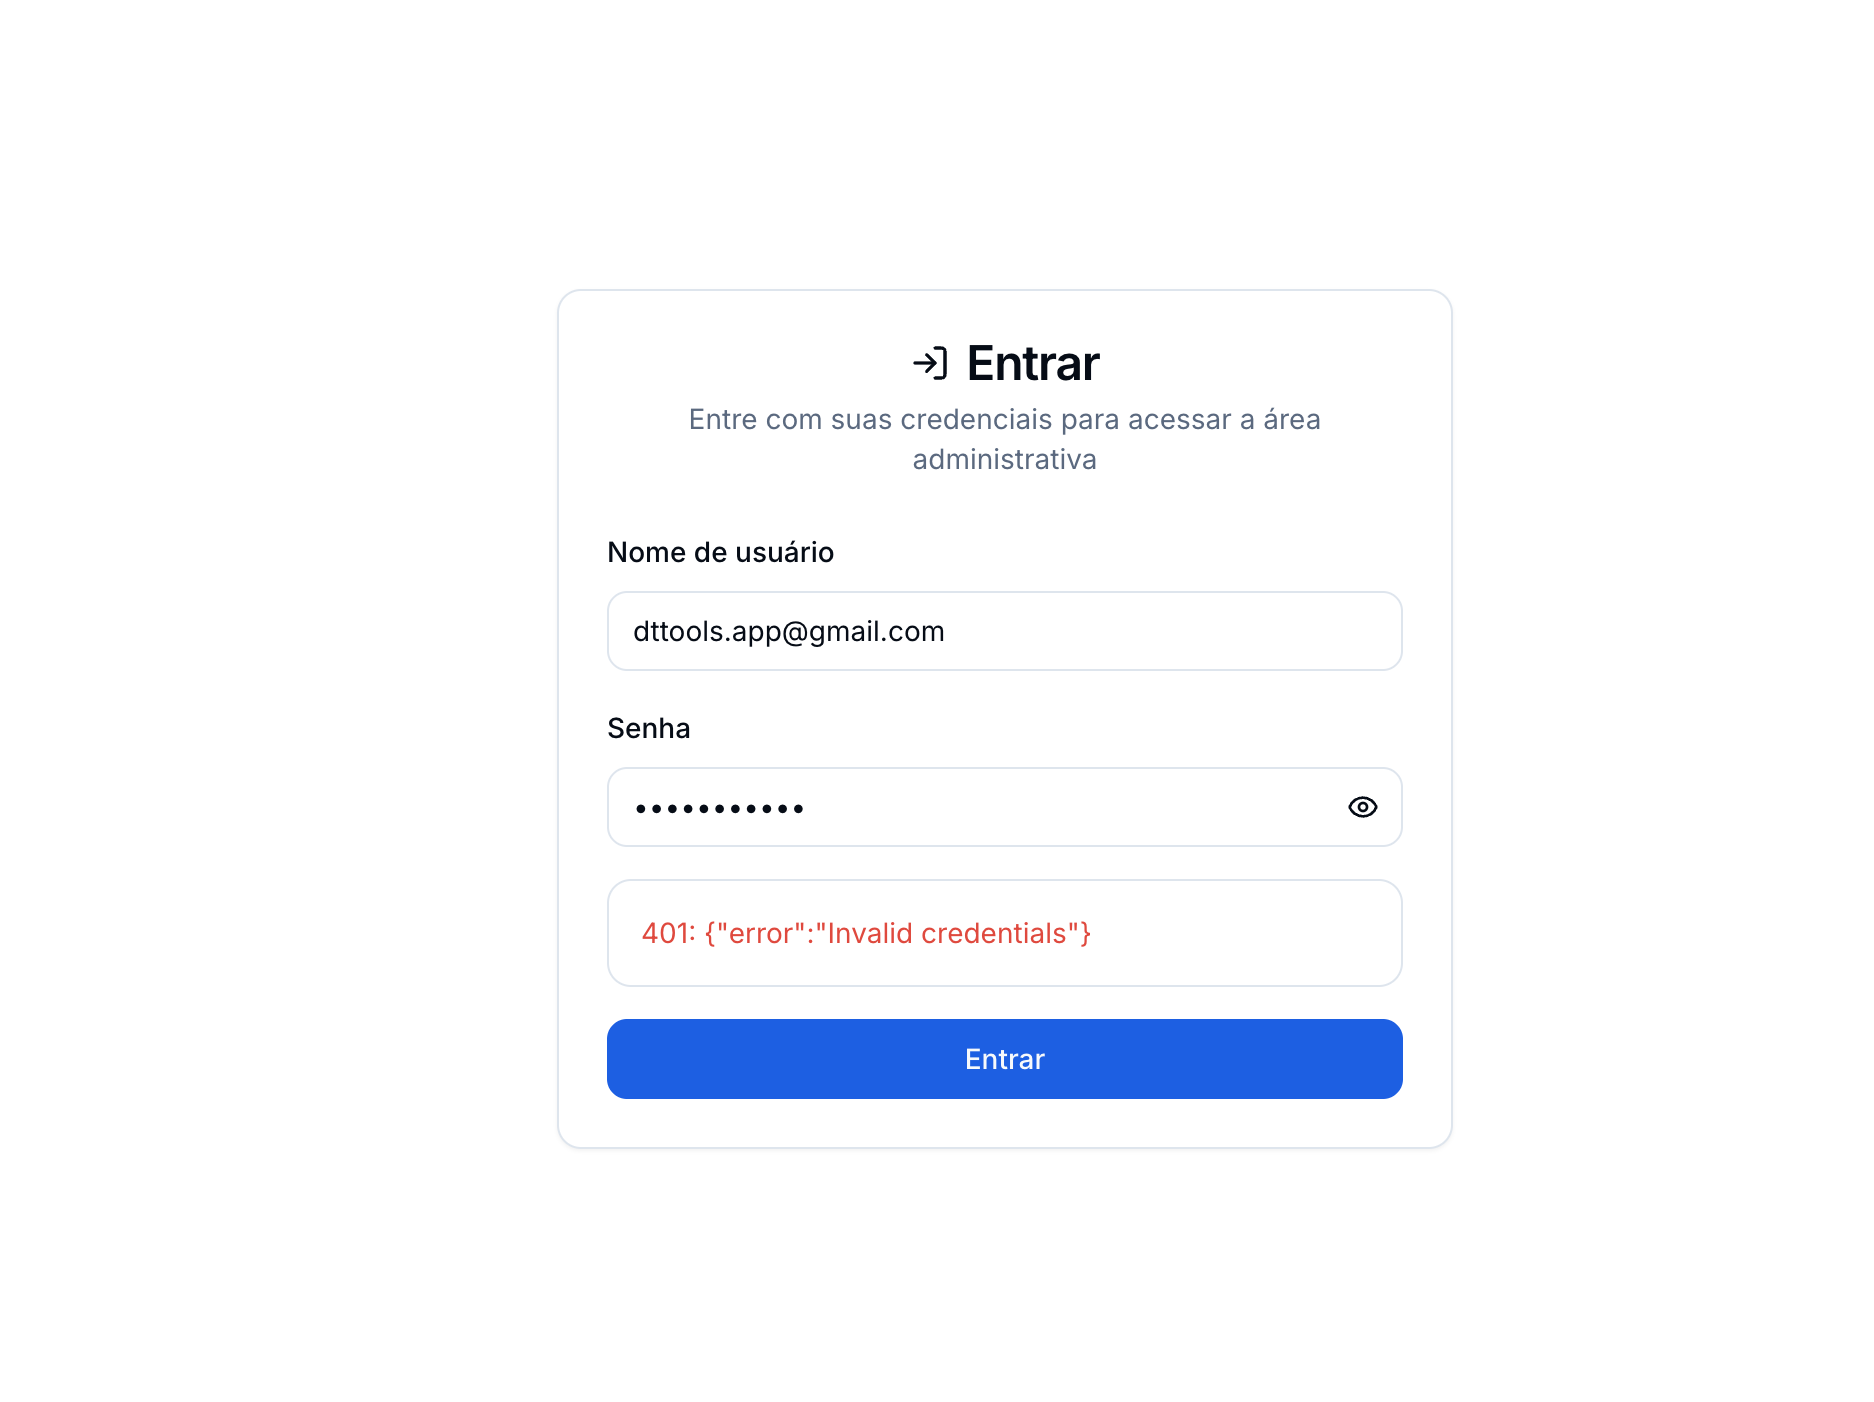 Entrar
Entre com suas credenciais para acessar a área
administrativa
Nome de usuário
dttools.app@gmail.com
Senha
•••••••••••
401: {"error":"Invalid credentials"}
Entrar